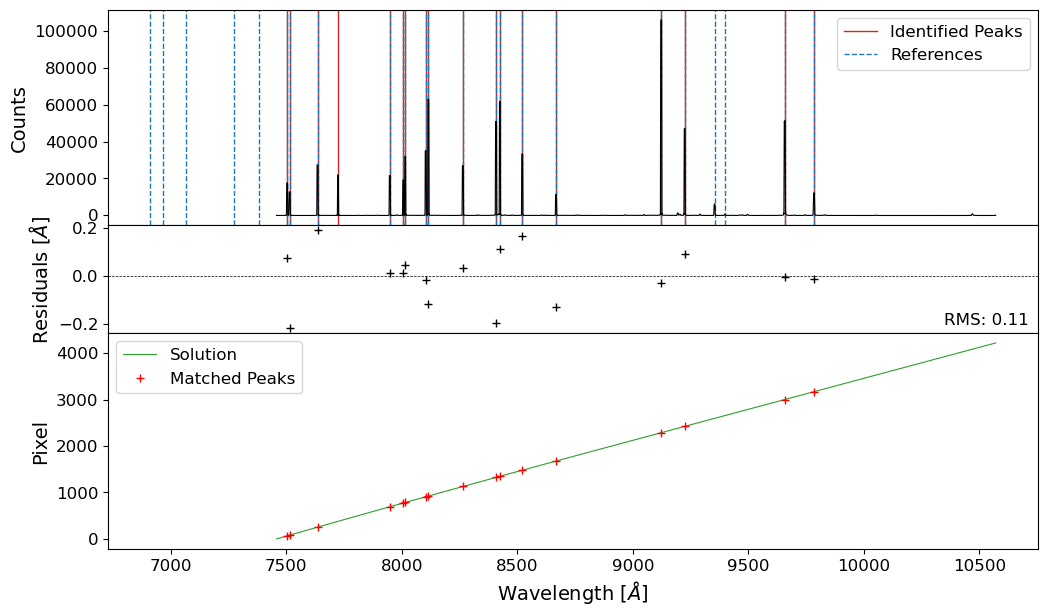 100000
80000
60000
40000
20000
0
Counts
Identified Peaks
References
0.2
0.0
−0.2
Residuals [Å]
RMS: 0.11
4000
3000
2000
1000
0
Pixel
Solution
Matched Peaks
7000 7500 8000 8500 9000 9500 10000 10500
Wavelength [Å]